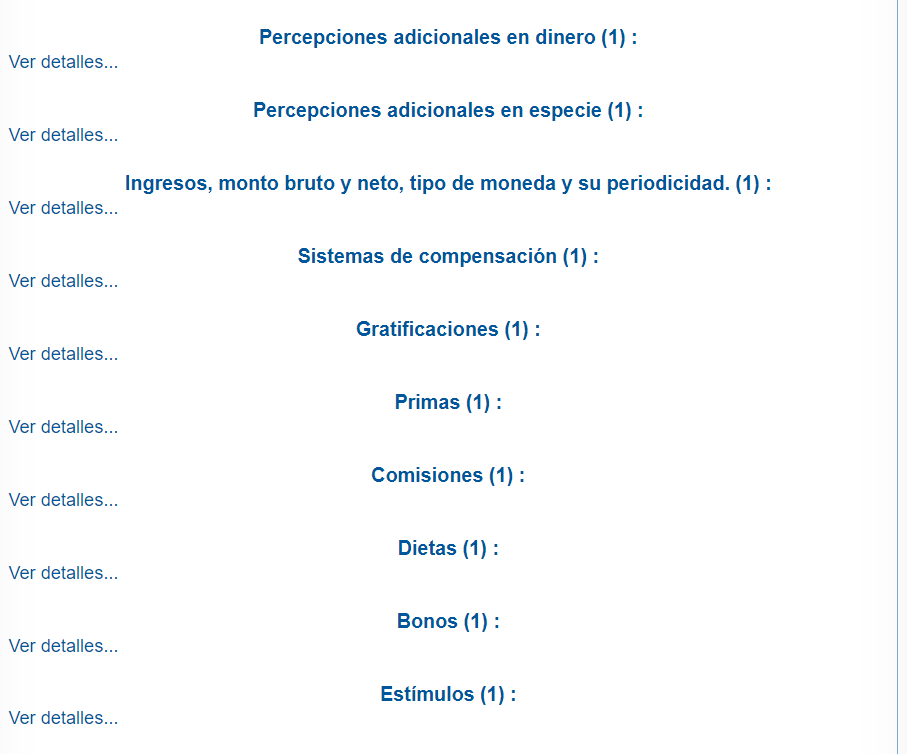 Percepciones adicionales en dinero (1) :
Ver detalles...
Percepciones adicionales en especie (1) :
Ver detalles...
Ingresos, monto bruto y neto, tipo de moneda y su periodicidad. (1) :
Ver detalles...
Sistemas de compensación (1) :
Ver detalles...
Gratificaciones (1) :
Ver detalles...
Primas (1) :
Ver detalles...
Comisiones (1) :
Ver detalles...
Dietas (1) :
Ver detalles...
Bonos (1) :
Ver detalles...
Estímulos (1) :
Ver detalles...